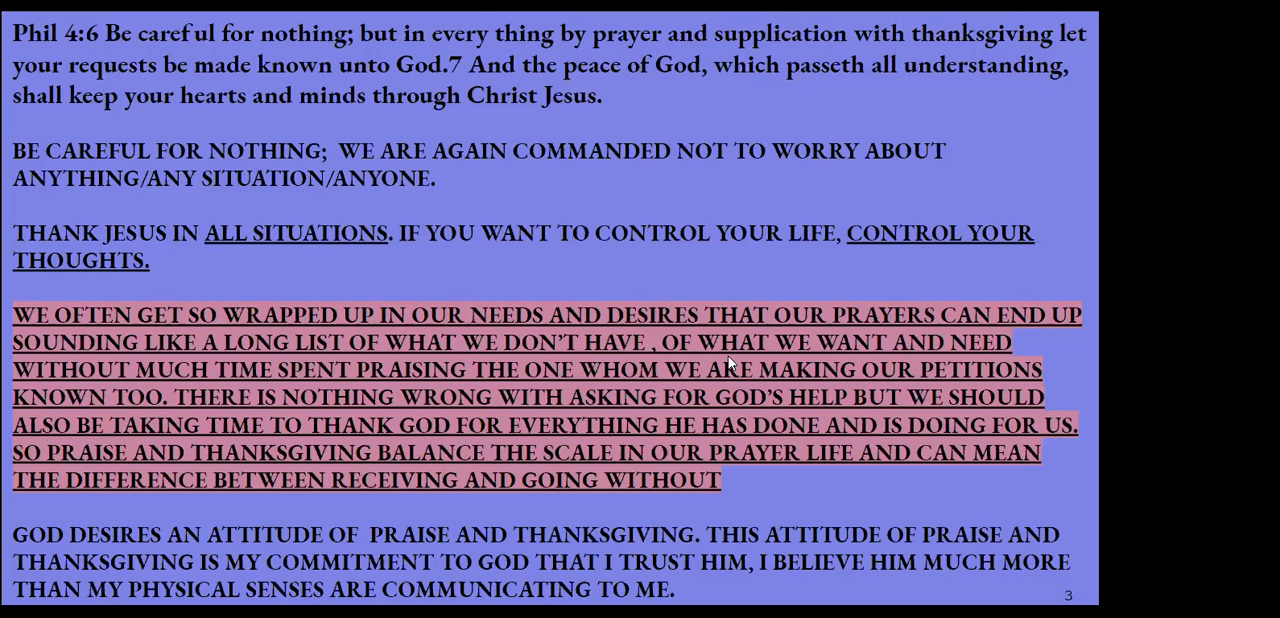 Phil 4:6 Be careful for nothing; but in every thing by prayer and supplication with thanksgiving let
your requests be made known unto God.7 And the peace of God, which passeth all understanding,
shall keep your hearts and minds through Christ Jesus.
BE CAREFUL FOR NOTHING;  WE ARE AGAIN COMMANDED NOT TO WORRY ABOUT
ANYTHING/ANY SITUATION/ANYONE.
THANK JESUS IN ALL SITUATIONS. IF YOU WANT TO CONTROL YOUR LIFE, CONTROL YOUR
THOUGHTS.
WE OFTEN GET SO WRAPPED UP IN OUR NEEDS AND DESIRES THAT OUR PRAYERS CAN END UP
SOUNDING LIKE A LONG LIST OF WHAT WE DON'T HAVE , OF WHAT WE WANT AND NEED
WITHOUT MUCH TIME SPENT PRAISING THE ONE WHOM WE ARE MAKING OUR PETITIONS
KNOWN TOO. THERE IS NOTHING WRONG WITH ASKING FOR GOD'S HELP BUT WE SHOULD
ALSO BE TAKING TIME TO THANK GOD FOR EVERYTHING HE HAS DONE AND IS DOING FOR US.
SO PRAISE AND THANKSGIVING BALANCE THE SCALE IN OUR PRAYER LIFE AND CAN MEAN
THE DIFFERENCE BETWEEN RECEIVING AND GOING WITHOUT
GOD DESIRES AN ATTITUDE OF  PRAISE AND THANKSGIVING. THIS ATTITUDE OF PRAISE AND
THANKSGIVING IS MY COMMITMENT TO GOD THAT I TRUST HIM, I BELIEVE HIM MUCH MORE
THAN MY PHYSICAL SENSES ARE COMMUNICATING TO ME.
3